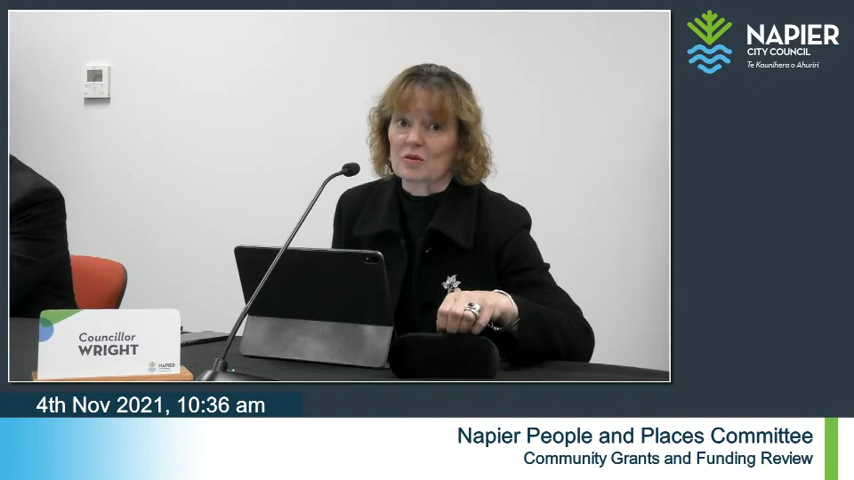 NAPIER
CITY COUNCIL
Te Kaunihera o Ahuriri
Councillor
WRIGHT
NAPIER
4th Nov 2021, 10:36 am
Napier People and Places Committee
Community Grants and Funding Review